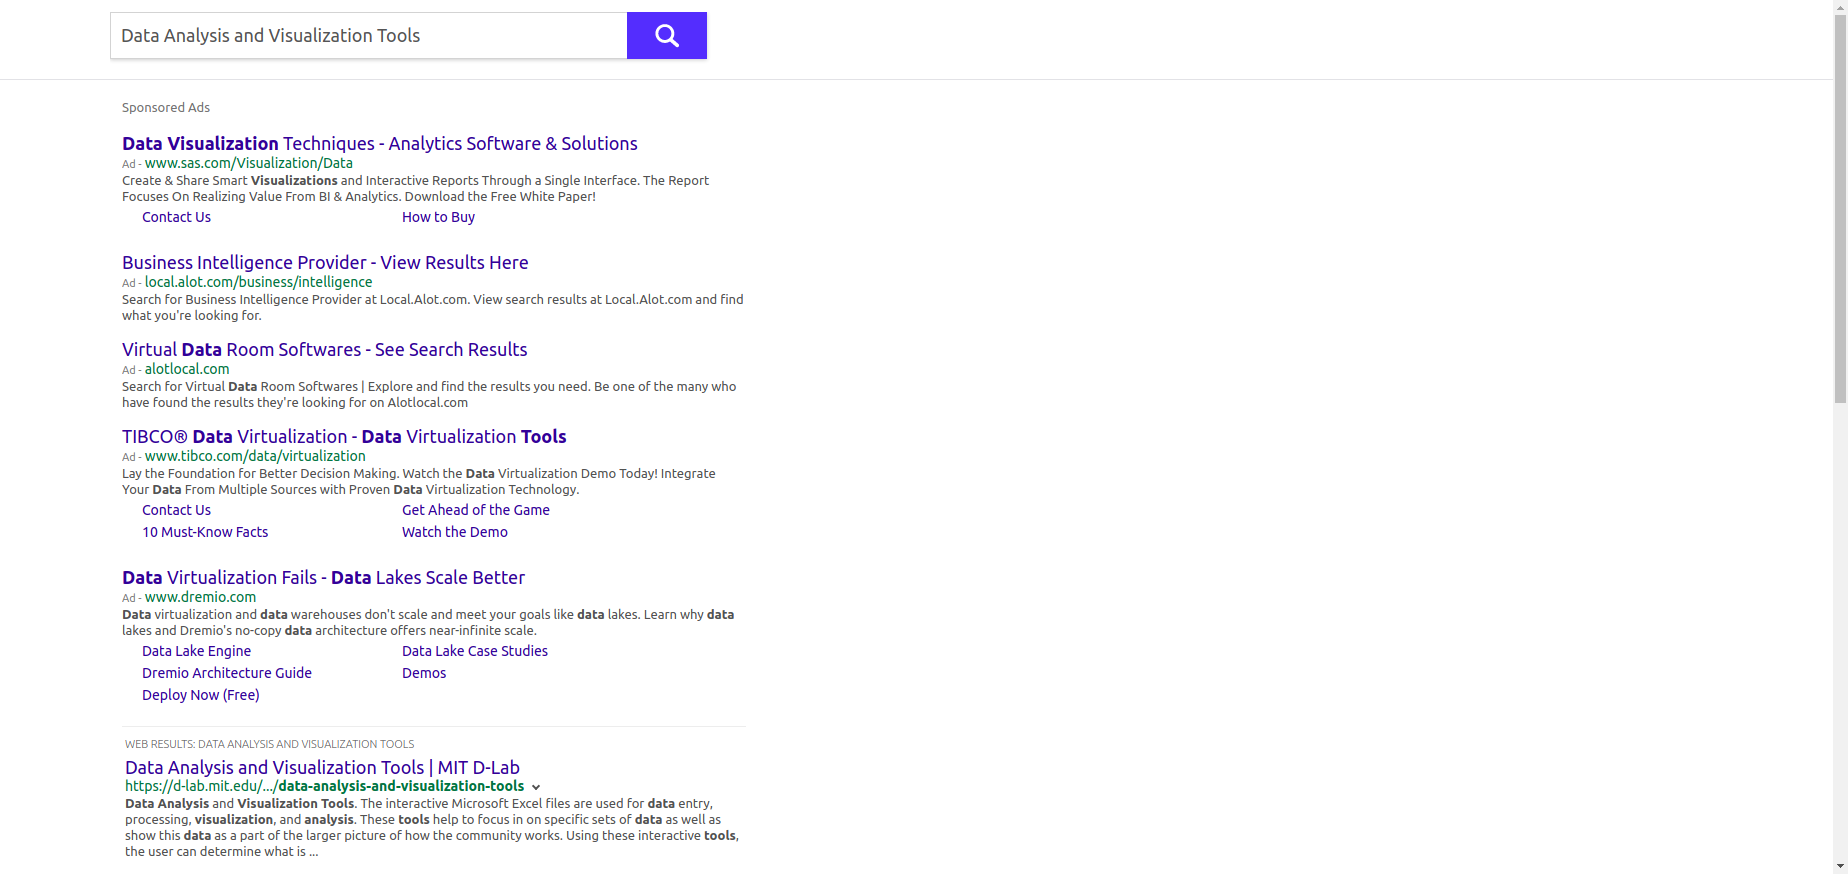 Data Analysis and Visualization Tools
Sponsored Ads
Data Visualization Techniques - Analytics Software & Solutions
Ad - www.sas.com/Visualization/Data
Create & Share Smart Visualizations and Interactive Reports Through a Single Interface. The Report
Focuses On Realizing Value From BI & Analytics. Download the Free White Paper!
Contact Us How to Buy
Business Intelligence Provider - View Results Here
Ad - local.alot.com/business/intelligence
Search for Business Intelligence Provider at Local.Alot.com. View search results at Local.Alot.com and find
what you're looking for.
Virtual Data Room Softwares - See Search Results
Ad - alotlocal.com
Search for Virtual Data Room Softwares | Explore and find the results you need. Be one of the many who
have found the results they're looking for on Alotlocal.com
TIBCO® Data Virtualization - Data Virtualization Tools
Ad - www.tibco.com/data/virtualization
Lay the Foundation for Better Decision Making. Watch the Data Virtualization Demo Today! Integrate
Your Data From Multiple Sources with Proven Data Virtualization Technology.
Contact Us Get Ahead of the Game
10 Must-Know Facts Watch the Demo
Data Virtualization Fails - Data Lakes Scale Better
Ad - www.dremio.com
Data virtualization and data warehouses don't scale and meet your goals like data lakes. Learn why data
lakes and Dremio's no-copy data architecture offers near-infinite scale.
Data Lake Engine Data Lake Case Studies
Dremio Architecture Guide Demos
Deploy Now (Free)
WEB RESULTS: DATA ANALYSIS AND VISUALIZATION TOOLS
Data Analysis and Visualization Tools | MIT D-Lab
https://d-lab.mit.edu/.../data-analysis-and-visualization-tools
Data Analysis and Visualization Tools. The interactive Microsoft Excel files are used for data entry,
processing, visualization, and analysis. These tools help to focus in on specific sets of data as well as
show this data as a part of the larger picture of how the community works. Using these interactive tools,
the user can determine what is ...